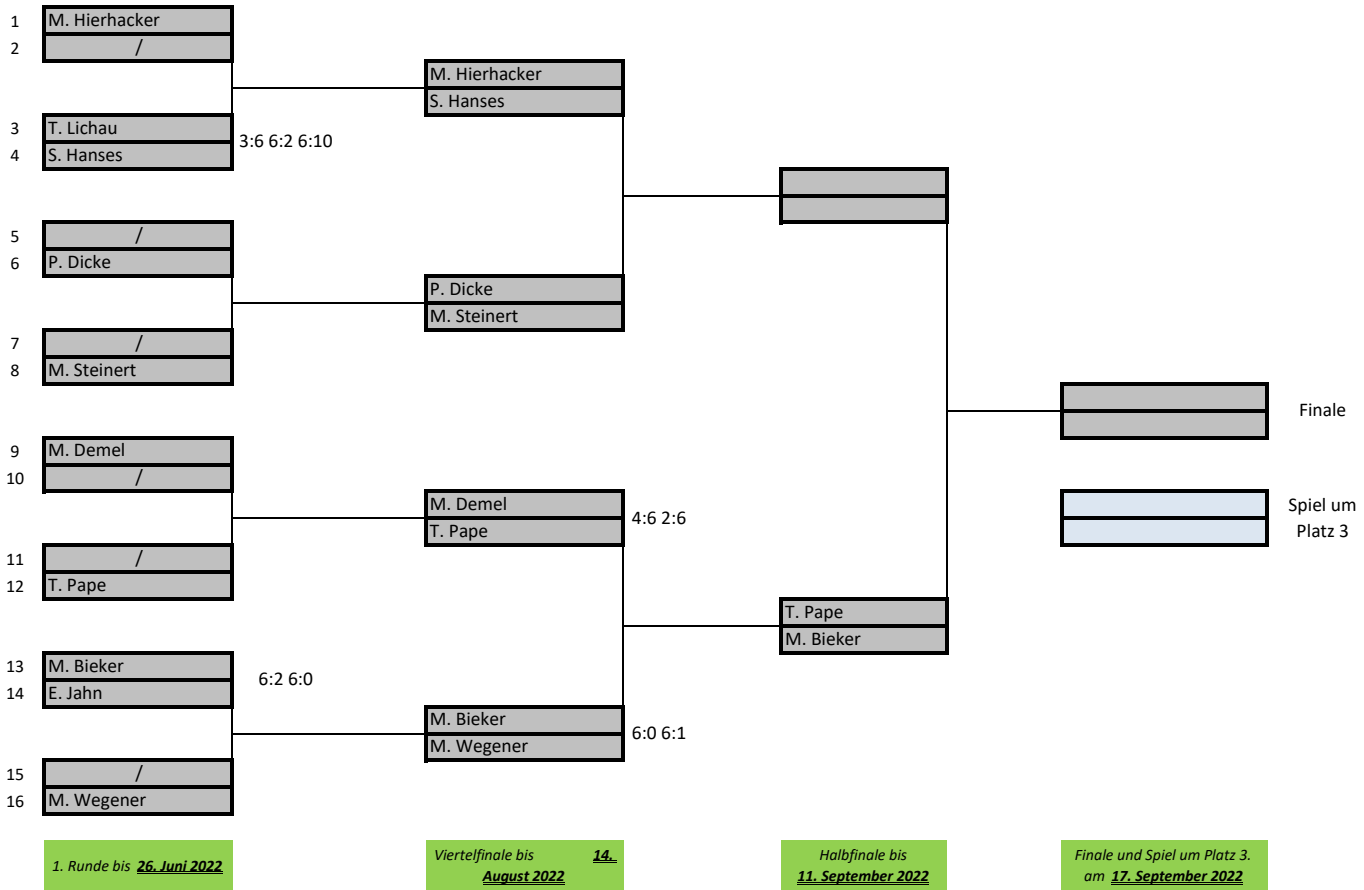 1 M. Hierhacker
2 /
M. Hierhacker
S. Hanses
3 T. Lichau
4 S. Hanses
3:6 6:2 6:10
5 /
6 P. Dicke
P. Dicke
M. Steinert
7 /
8 M. Steinert
Finale
9 M. Demel
10 /
M. Demel
T. Pape
4:6 2:6
Spiel um
Platz 3
11 /
12 T. Pape
T. Pape
M. Bieker
13 M. Bieker
14 E. Jahn
6:2 6:0
M. Bieker
M. Wegener
6:0 6:1
15 /
16 M. Wegener
1. Runde bis 26. Juni 2022
Viertelfinale bis 14.
August 2022
Halbfinale bis
11. September 2022
Finale und Spiel um Platz 3.
am 17. September 2022